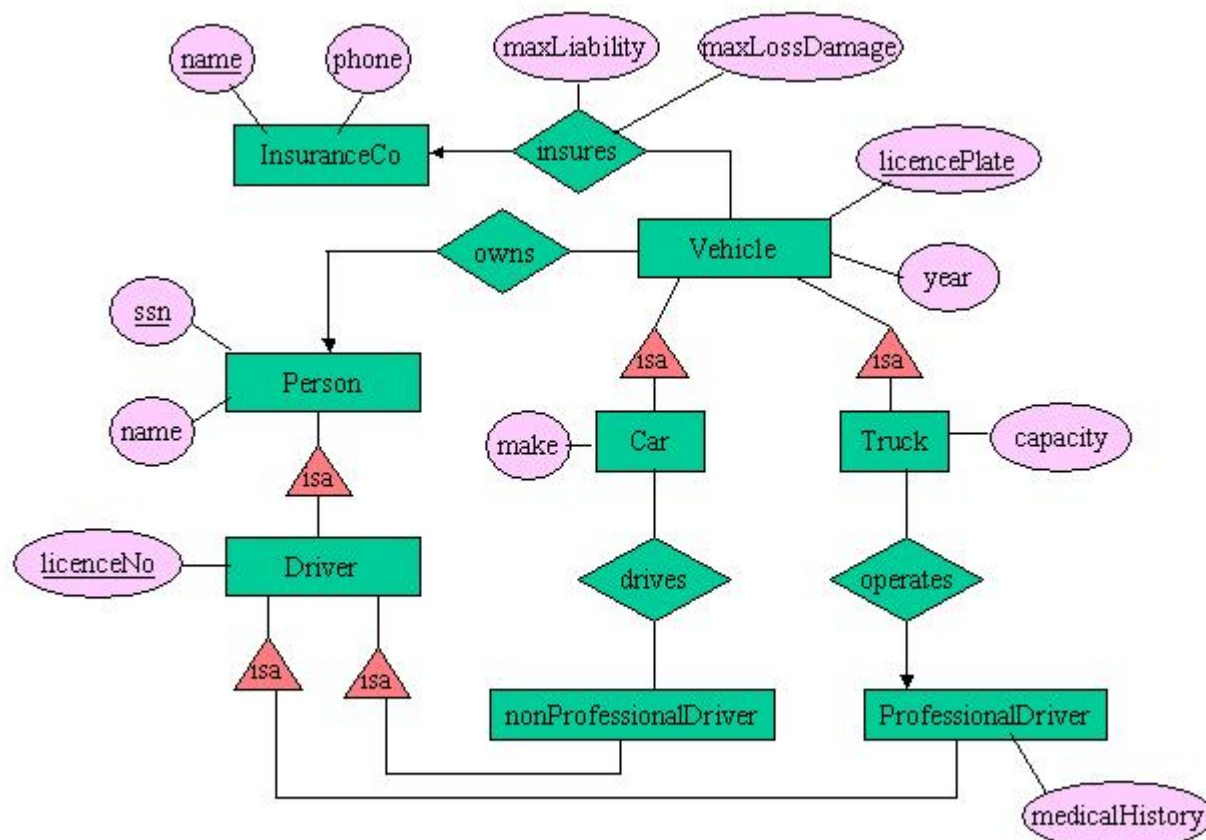 name
phone
maxLiability
maxLossDamage
InsuranceCo
insures
licencePlate
owns
Vehicle
year
ssn
Person
isa
isa
name
make
Car
Truck
capacity
isa
licenceNo
Driver
drives
operates
isa
isa
nonProfessionalDriver
ProfessionalDriver
medicalHistory